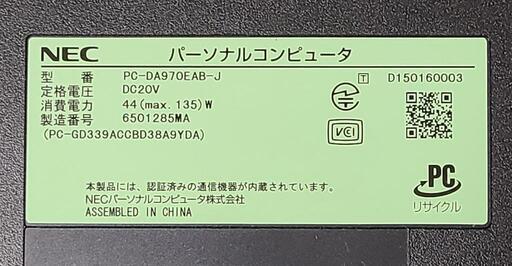 NEC パーソナルコンピュータ
型 番 PC-DA970EAB-J
定格電圧 DC20V
消費電力 44(max.135)W
製造番号 6501285MA
(PC-GD339ACCBD38A9YDA)
T D150160003
VCI
本製品には、認証済みの通信機器が内蔵されています。
NECパーソナルコンピュータ株式会社
ASSEMBLED IN CHINA
PC
リサイクル